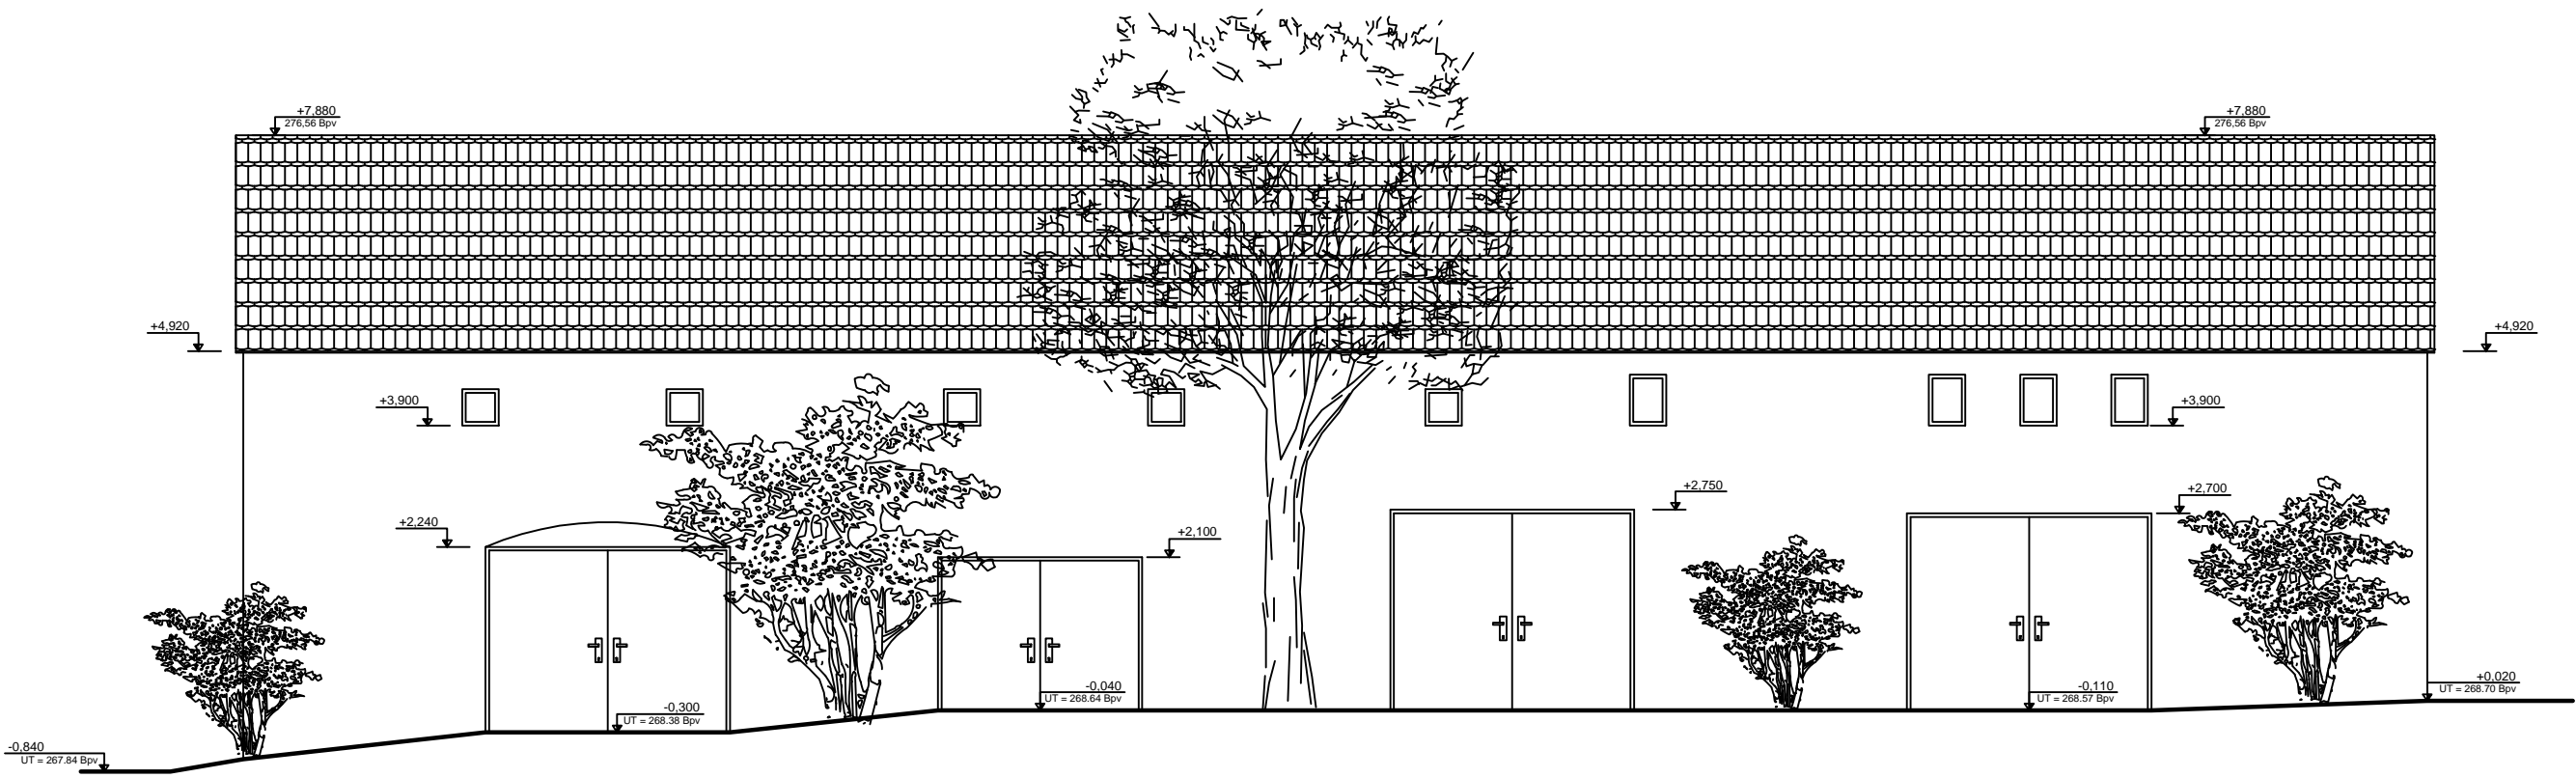 +7,880
276,56 Bpv
+7,880
276,56 Bpv
+4,920
+4,920
+3,900
+3,900
+2,750
+2,700
+2,240
+2,100
-0,040
UT = 268.64 Bpv
-0,110
UT = 268.57 Bpv
+0,020
UT = 268.70 Bpv
-0,300
UT = 268.38 Bpv
-0,840
UT = 267.84 Bpv